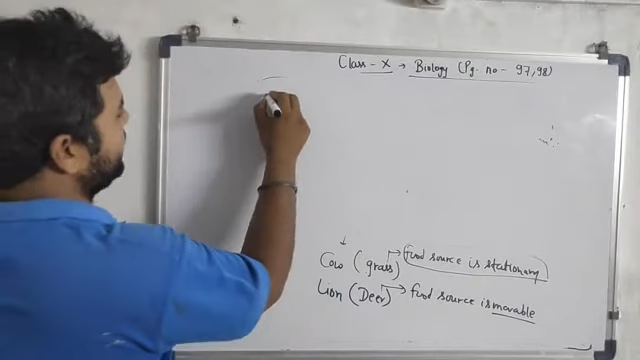 Class - X → Biology (Pg. no - 97,98)
Cow (grass) → food source is stationary
Lion (Deer) → food source is movable